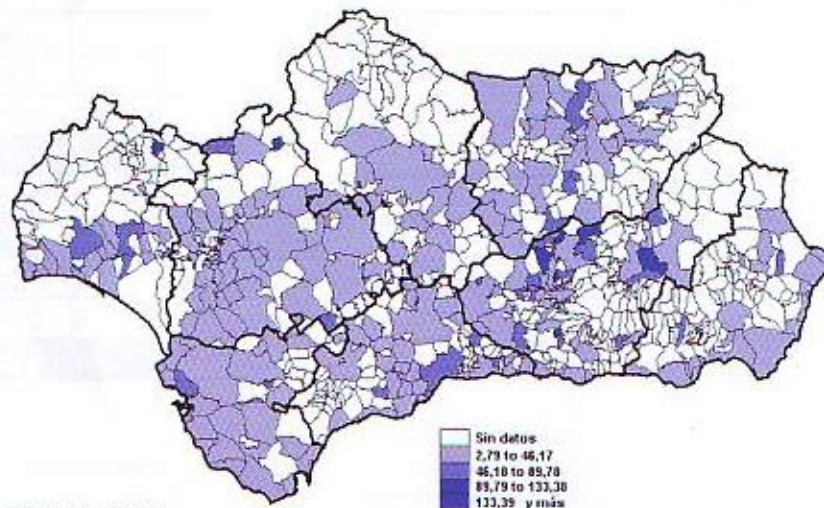 Sin datos
2,79 to 46,17
46,18 to 89,78
89,79 to 133,38
133,39 y más